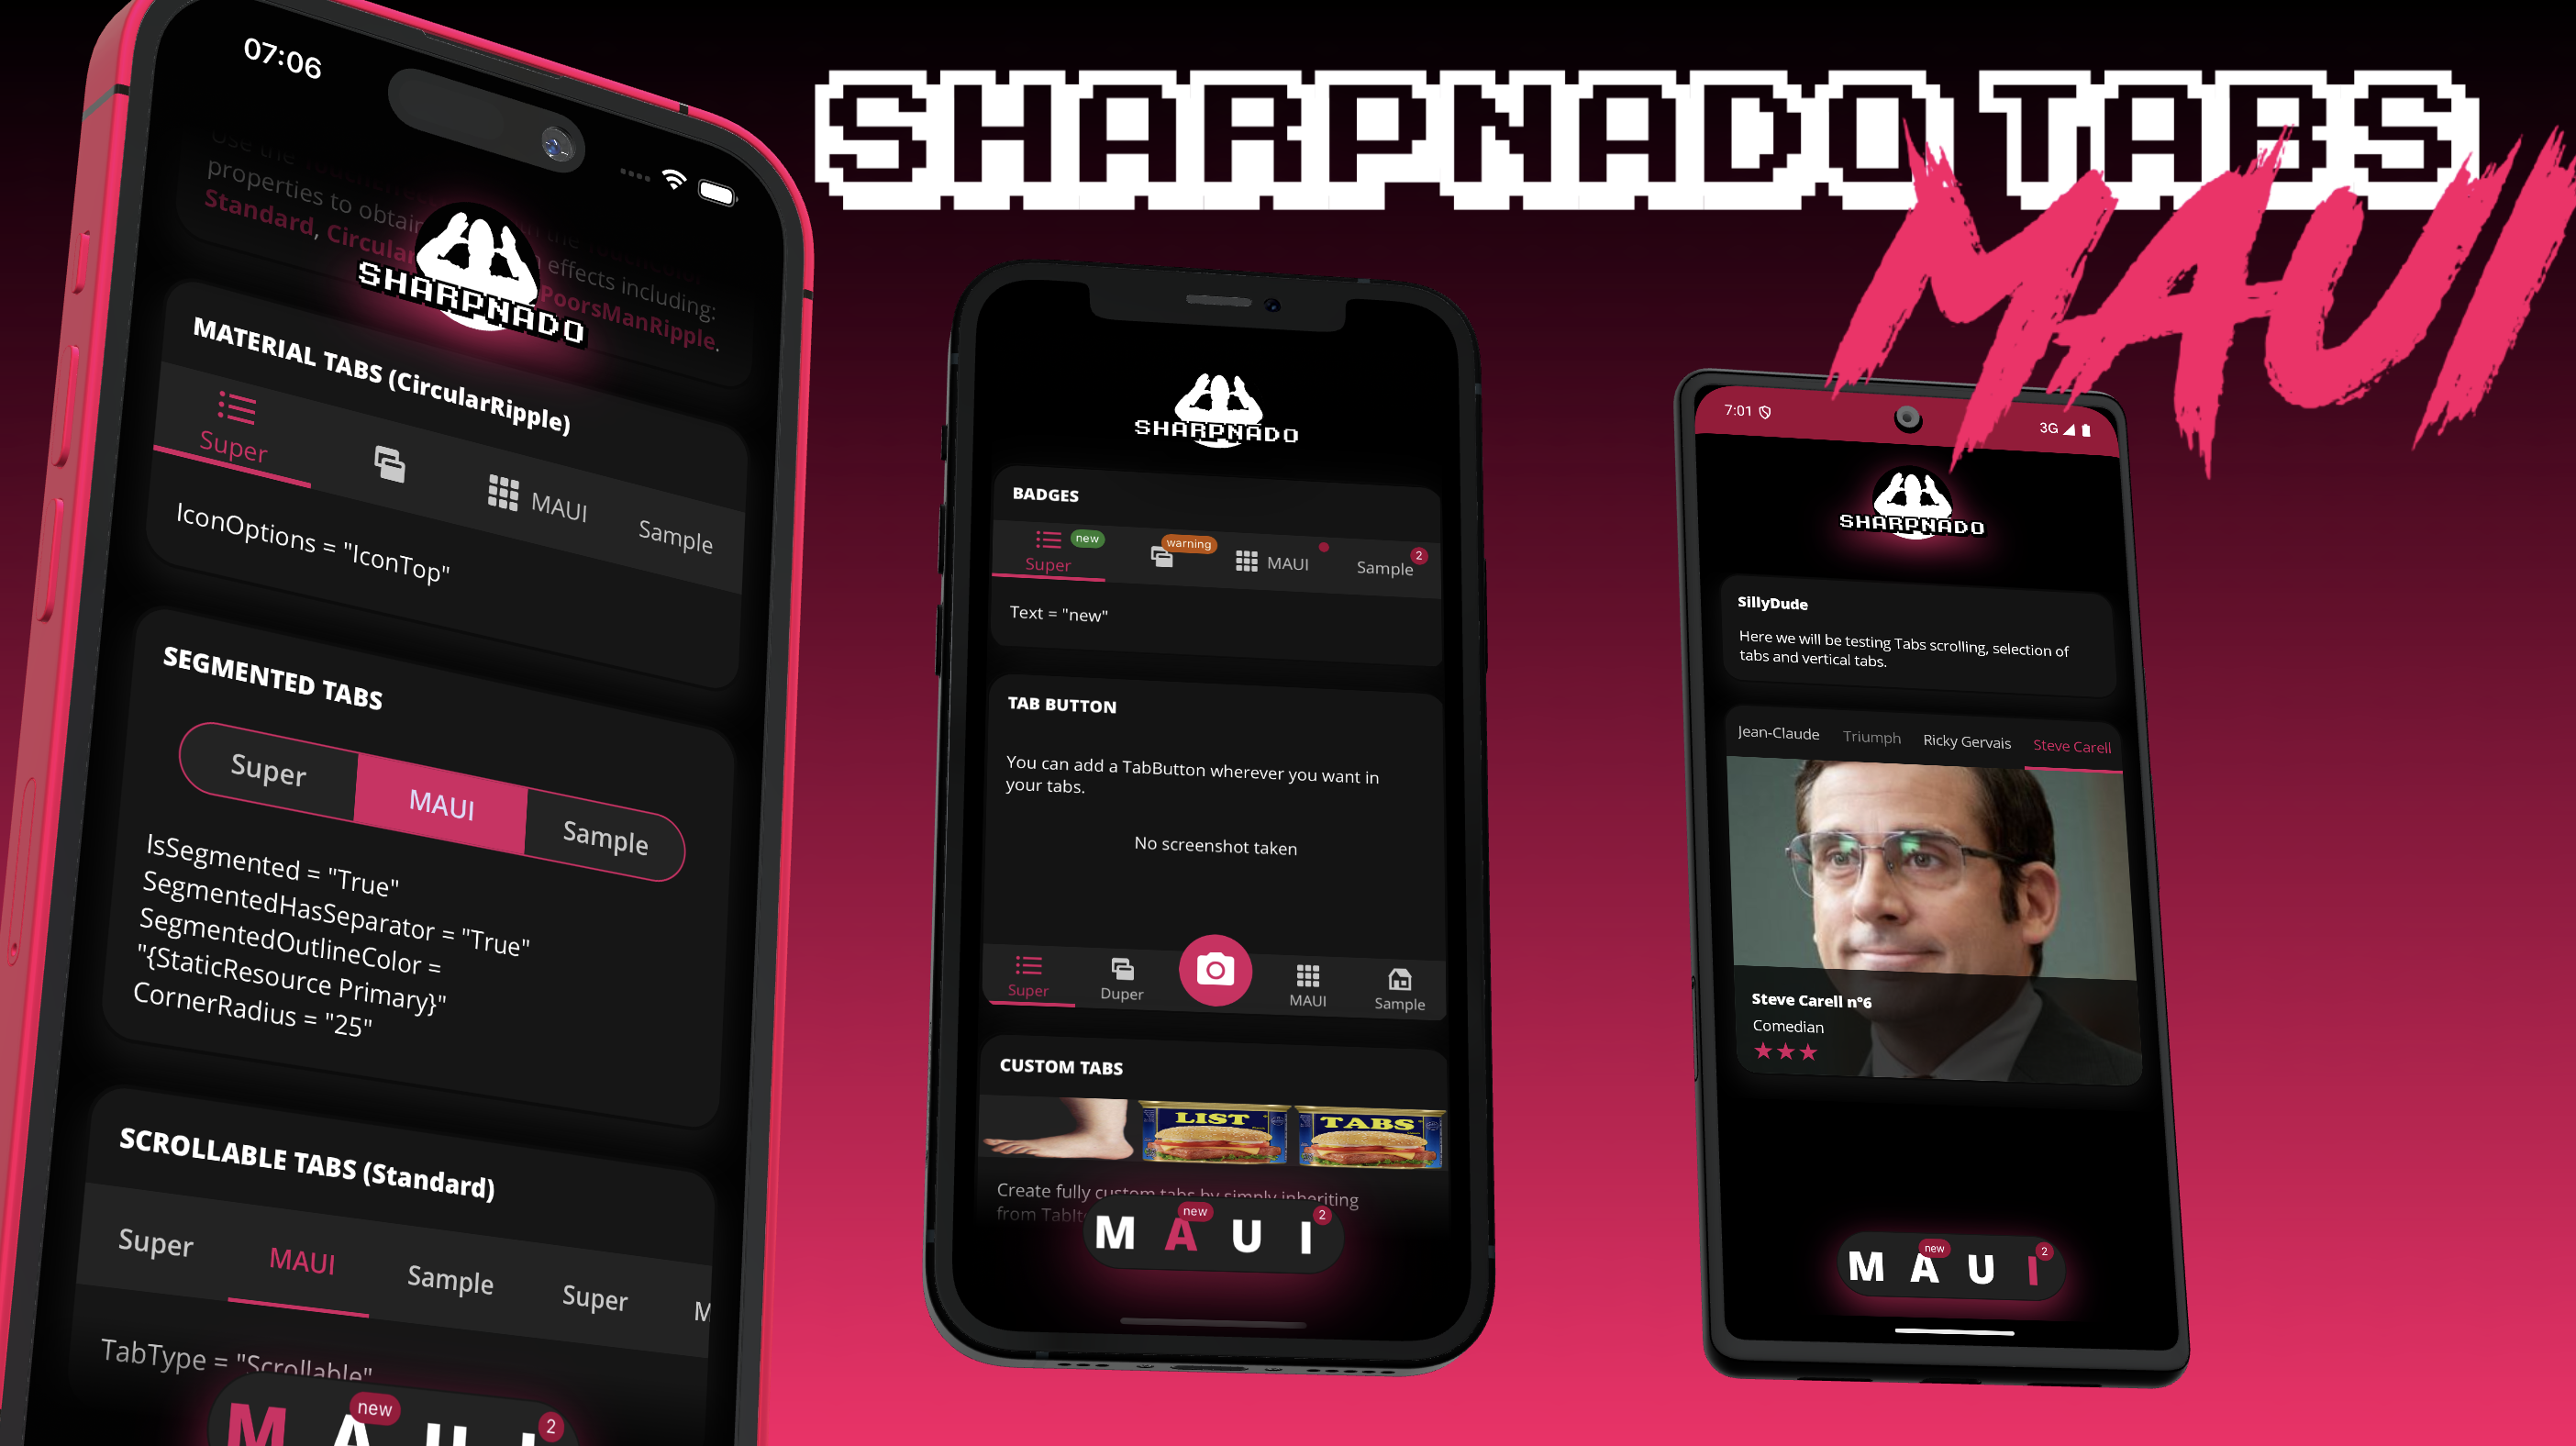 SHARPNADO TABS
MAUI
07:06
Use the
properties to obtain
the
effects including:
Standard,
PoorsManRipple.
SHARPNADO
MATERIAL TABS (CircularRipple)
Super
MAUI
Sample
IconOptions = "IconTop"
SEGMENTED TABS
Super
MAUI
Sample
IsSegmented = "True"
SegmentedHasSeparator = "True"
SegmentedOutlineColor =
"{StaticResource Primary}"
CornerRadius = "25"
SCROLLABLE TABS (Standard)
Super
MAUI
Sample
Super
M
TabType = "Scrollable"
M A U I
new
2
SHARPNADO
BADGES
new
warning
2
Super
MAUI
Sample
Text = "new"
TAB BUTTON
You can add a TabButton wherever you want in
your tabs.
No screenshot taken
Super
Duper
MAUI
Sample
CUSTOM TABS
LIST
TABS
Create fully custom tabs by simply inheriting
from
new
2
M A U I
7:01
3G
SHARPNADO
SillyDude
Here we will be testing Tabs scrolling, selection of
tabs and vertical tabs.
Jean-Claude
Triumph
Ricky Gervais
Steve Carell
Steve Carell n°6
Comedian
new
2
M A U I